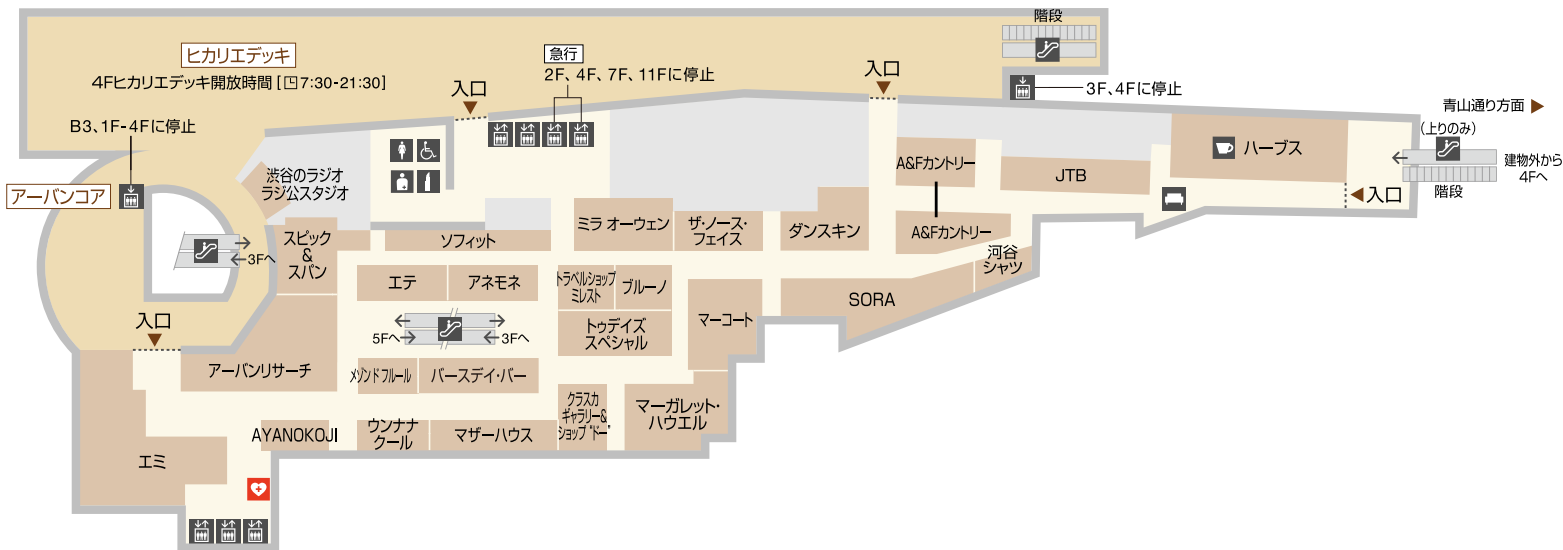 階段
ヒカリエデッキ
急行
4Fヒカリエデッキ開放時間 [7:30-21:30]
2F、4F、7F、11Fに停止
入口
入口
3F、4Fに停止
青山通り方面
B3、1F-4Fに停止
(上りのみ)
ハーブス
建物外から
4Fへ
階段
入口
A&Fカントリー
JTB
渋谷のラジオ
ラジ公スタジオ
アーバンコア
スピック
&
スパン
ソフィット
ミラ オーウェン
ザ・ノース・
フェイス
ダンスキン
A&Fカントリー
河谷
シャツ
3Fへ
エテ
アネモネ
トラベルショップ
ミレスト
ブルーノ
SORA
マーコート
入口
5Fへ
3Fへ
トゥデイズ
スペシャル
アーバンリサーチ
メゾンドフルール
バースデイ・バー
クラスカ
ギャラリー&
ショップ"ドー"
マーガレット・
ハウエル
AYANOKOJI
ウンナナ
クール
マザーハウス
エミ